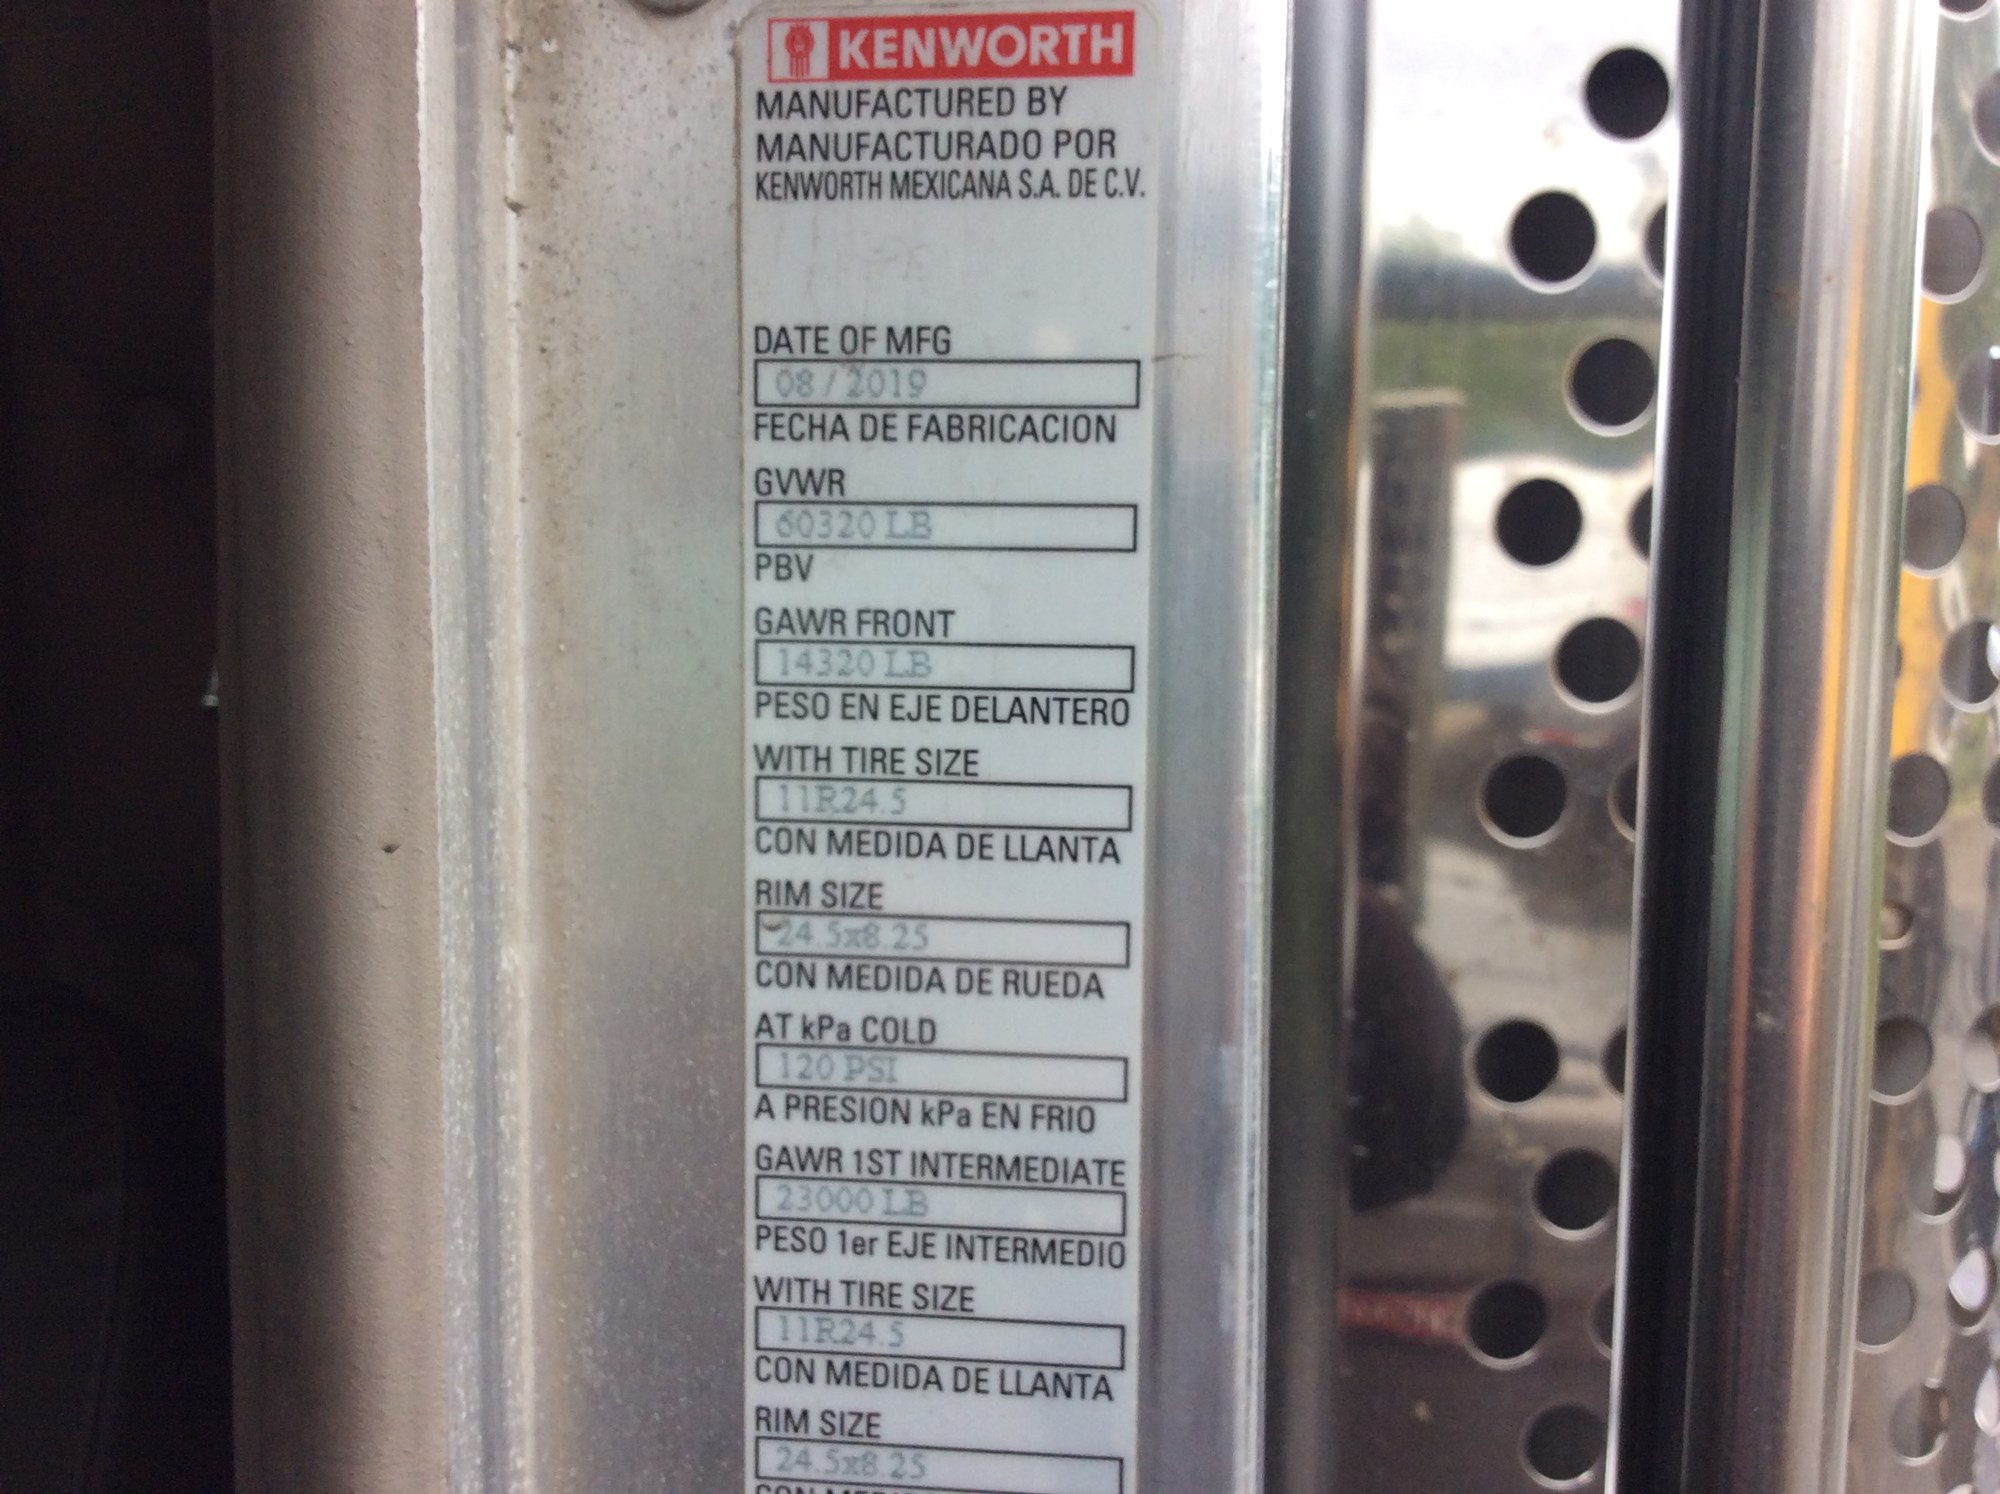 KENWORTH
MANUFACTURED BY
MANUFACTURADO POR
KENWORTH MEXICANA S.A. DE C.V.
DATE OF MFG
08 / 2019
FECHA DE FABRICACION
GVWR
60320 LB
PBV
GAWR FRONT
14320 LB
PESO EN EJE DELANTERO
WITH TIRE SIZE
11R24.5
CON MEDIDA DE LLANTA
RIM SIZE
24.5x8.25
CON MEDIDA DE RUEDA
AT kPa COLD
120 PSI
A PRESION kPa EN FRIO
GAWR 1ST INTERMEDIATE
23000 LB
PESO 1er EJE INTERMEDIO
WITH TIRE SIZE
11R24.5
CON MEDIDA DE LLANTA
RIM SIZE
24.5x8.25